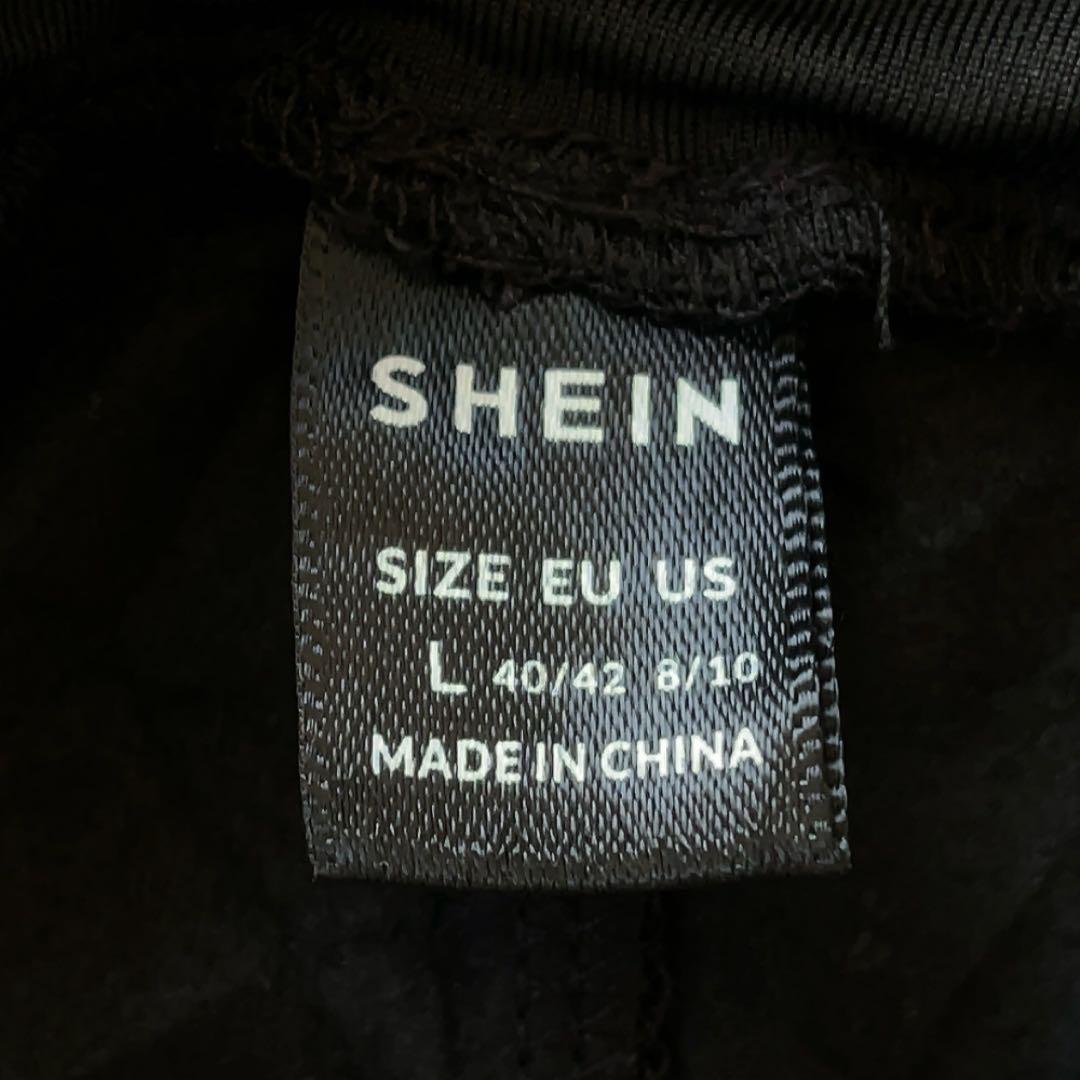 SHEIN
SIZE EU US
L 40/42 8/10
MADE IN CHINA